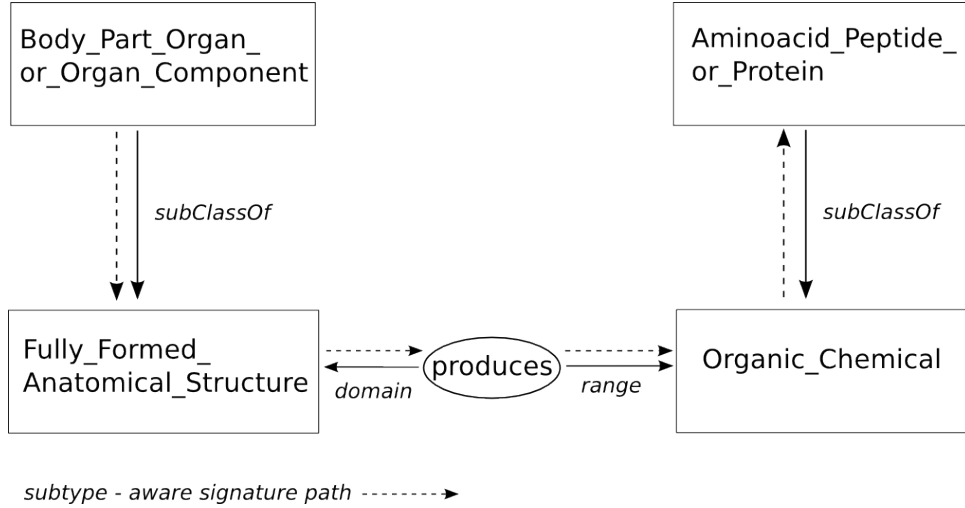 Body_Part_Organ_
or_Organ_Component
Aminoacid_Peptide_
or_Protein
subClassOf
subClassOf
Fully_Formed_
Anatomical_Structure
domain
produces
range
Organic_Chemical
subtype - aware signature path